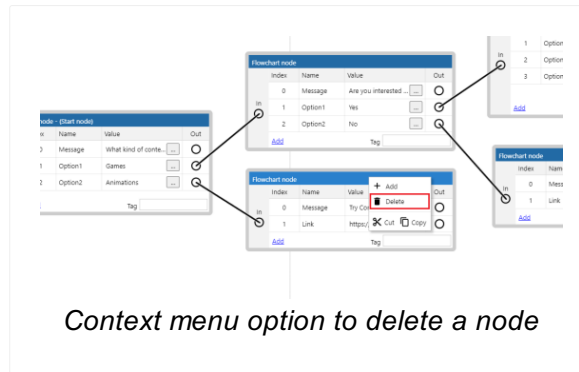 node - (Start node)
Name Value Out
Message What kind of conte... ...
Option1 Games ...
2 Option2 Animations ...
Tag
Flowchart node
Index Name Value Out
In
0 Message Are you interested ... ...
1 Option1 Yes ...
2 Option2 No ...
Add Tag
Flowchart node
Index Name Value Out
In
0 Message Try Cor
1 Link https:/
Add Tag
+ Add
Delete
Cut Copy
In
1 Option
2 Option
3 Option
Add
Flowchart node
Index Nam
In
0 Mess
1 Link
Add
Context menu option to delete a node